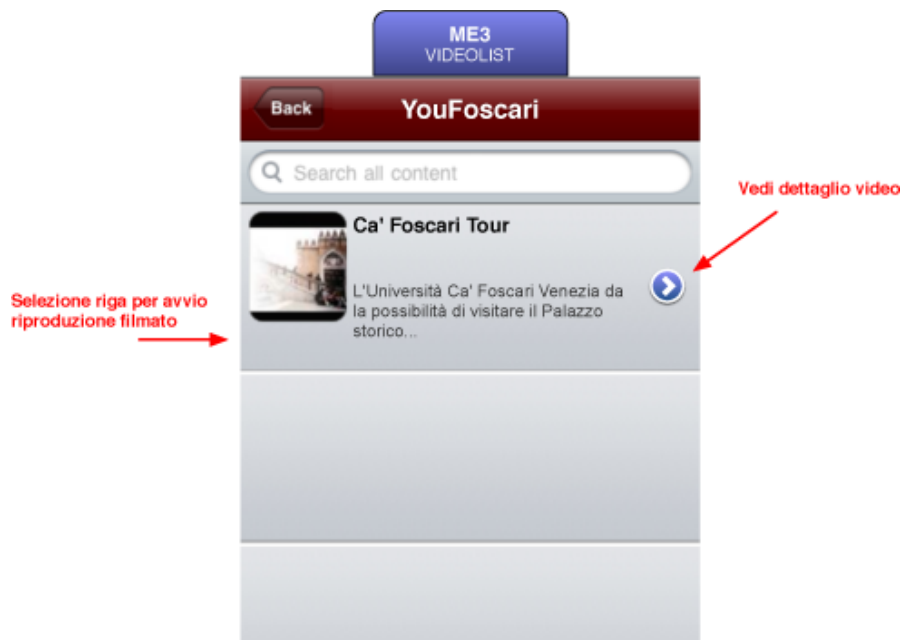 ME3
VIDEOLIST
Back
YouFoscari
Search all content
Vedi dettaglio video
Ca' Foscari Tour
L'Università Ca' Foscari Venezia da
la possibilità di visitare il Palazzo
storico...
Selezione riga per avvio
riproduzione filmato